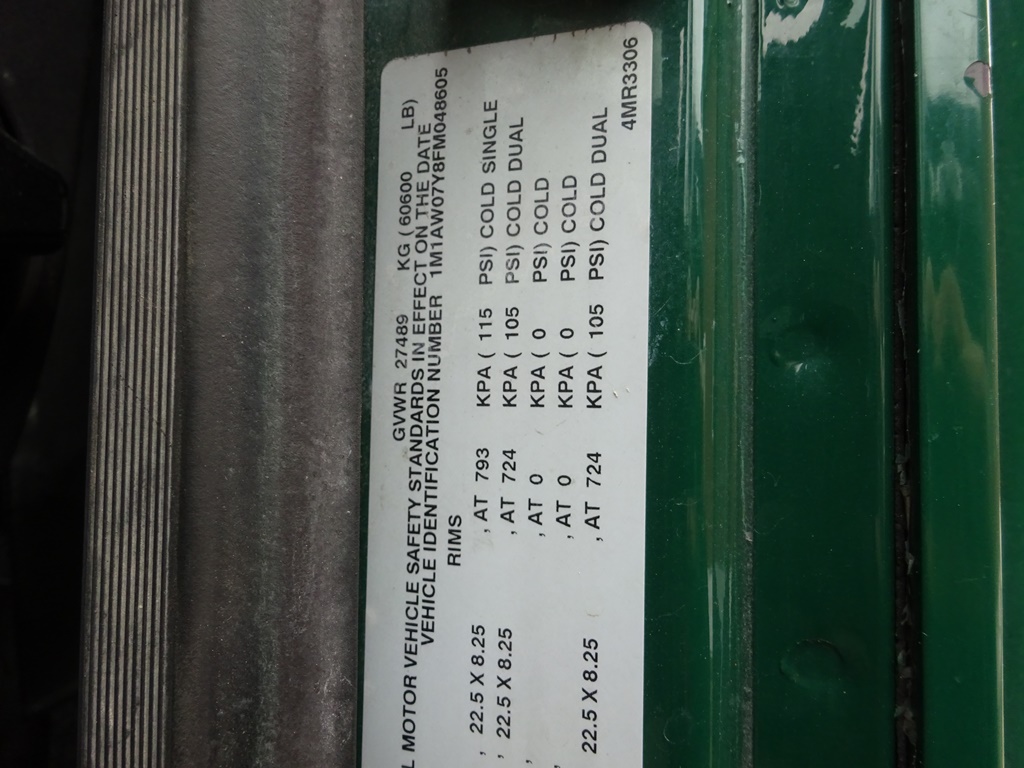 GVWR 27489 KG ( 60600 LB)
L MOTOR VEHICLE SAFETY STANDARDS IN EFFECT ON THE DATE
VEHICLE IDENTIFICATION NUMBER 1M1AW07Y8FM048605
RIMS
, 22.5 X 8.25 , AT 793 KPA ( 115 PSI) COLD SINGLE
, 22.5 X 8.25 , AT 724 KPA ( 105 PSI) COLD DUAL
, , AT 0 KPA ( 0 PSI) COLD
, , AT 0 KPA ( 0 PSI) COLD
22.5 X 8.25 , AT 724 KPA ( 105 PSI) COLD DUAL
4MR3306